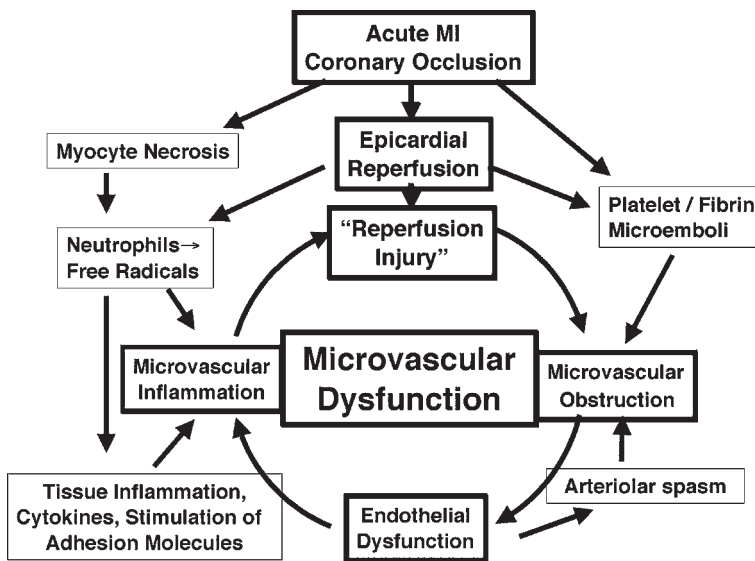 Acute MI
Coronary Occlusion
Myocyte Necrosis
Epicardial
Reperfusion
Platelet / Fibrin
Microemboli
Neutrophils→
Free Radicals
“Reperfusion
Injury”
Microvascular
Inflammation
Microvascular
Dysfunction
Microvascular
Obstruction
Tissue Inflammation,
Cytokines, Stimulation of
Adhesion Molecules
Endothelial
Dysfunction
Arteriolar spasm